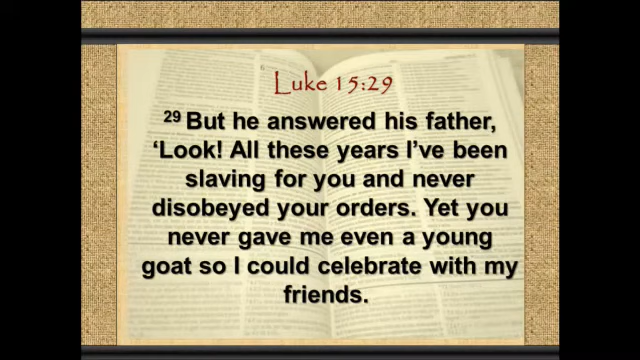 Luke 15:29
29 But he answered his father,
‘Look! All these years I’ve been
slaving for you and never
disobeyed your orders. Yet you
never gave me even a young
goat so I could celebrate with my
friends.